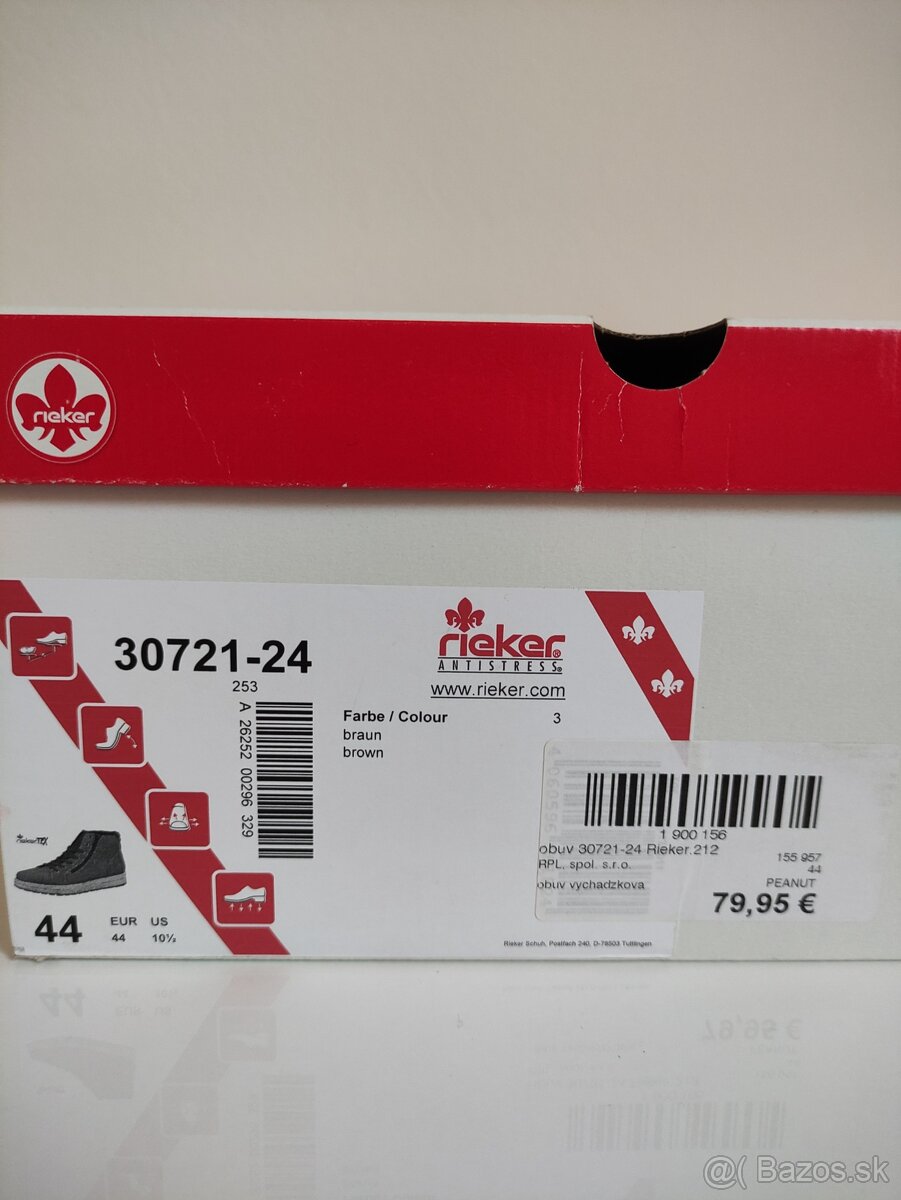 rieker
30721-24
253
A 26252 00296 329
rieker®
ANTISTRESS®
www.rieker.com
Farbe / Colour 3
braun
brown
riekerTEX
44
EUR US
44 10½
Rieker Schuh, Postfach 240, D-78503 Tuttlingen
1 900 156
obuv 30721-24 Rieker.212
RPL, spol. s.r.o.
155 957
44
obuv vychadzkova
PEANUT
79,95 €
@( Bazos.sk